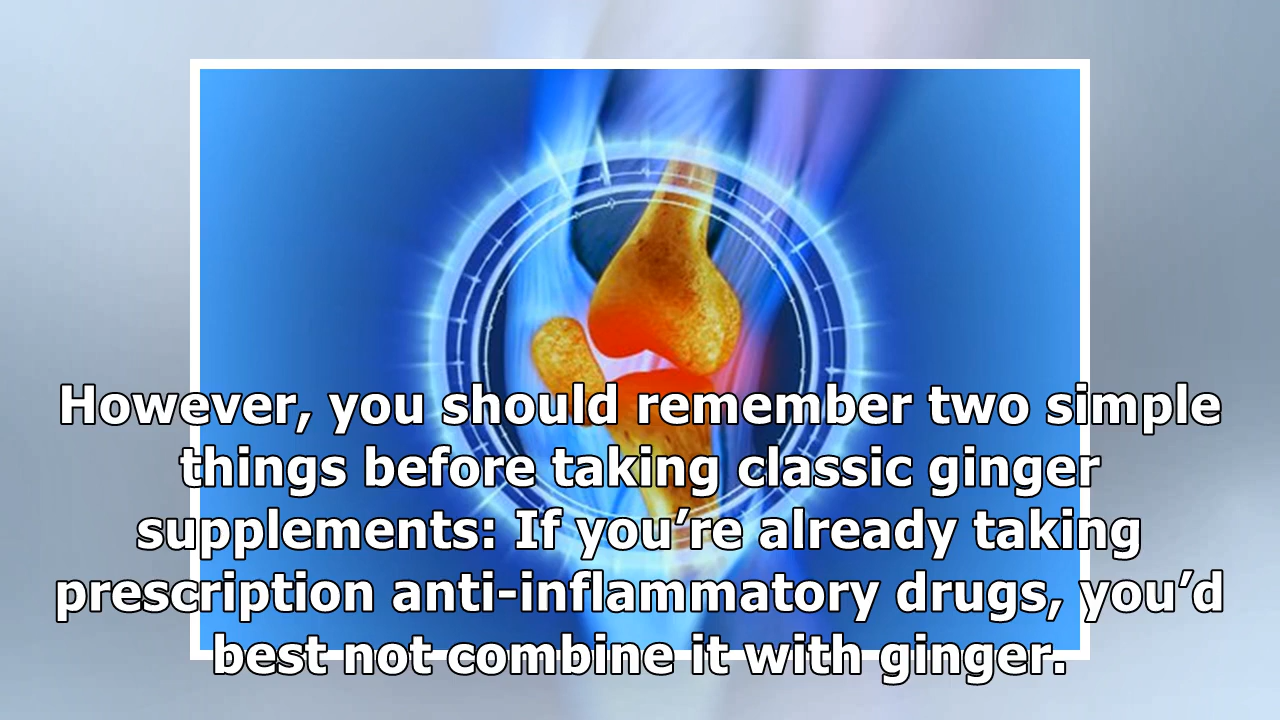 However, you should remember two simple
things before taking classic ginger
supplements: If you’re already taking
prescription anti-inflammatory drugs, you’d
best not combine it with ginger.